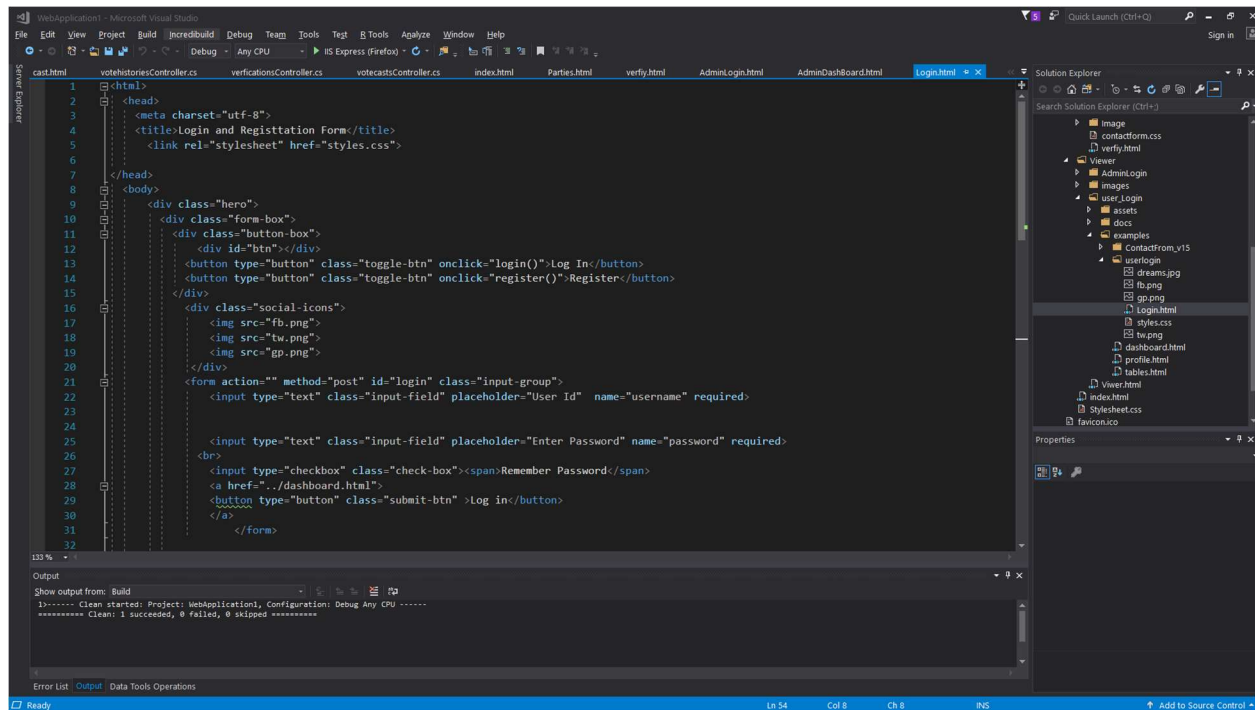 WebApplication1 - Microsoft Visual Studio
5
Quick Launch (Ctrl+Q)
File Edit View Project Build Incredibuild Debug Team Tools Test R Tools Analyze Window Help
Sign in
Debug Any CPU IIS Express (Firefox)
Server Explorer
cast.html votehistoriesController.cs verficationsController.cs votecastsController.cs index.html Parties.html verfiy.html AdminLogin.html AdminDashBoard.html Login.html
1 <html>
2 <head>
3 <meta charset="utf-8">
4 <title>Login and Registtation Form</title>
5 <link rel="stylesheet" href="styles.css">
6
7 </head>
8 <body>
9 <div class="hero">
10 <div class="form-box">
11 <div class="button-box">
12 <div id="btn"></div>
13 <button type="button" class="toggle-btn" onclick="login()">Log In</button>
14 <button type="button" class="toggle-btn" onclick="register()">Register</button>
15 </div>
16 <div class="social-icons">
17 <img src="fb.png">
18 <img src="tw.png">
19 <img src="gp.png">
20 </div>
21 <form action="" method="post" id="login" class="input-group">
22 <input type="text" class="input-field" placeholder="User Id" name="username" required>
23
24
25 <input type="text" class="input-field" placeholder="Enter Password" name="password" required>
26 <br>
27 <input type="checkbox" class="check-box"><span>Remember Password</span>
28 <a href="../dashboard.html">
29 <button type="button" class="submit-btn" >Log in</button>
30 </a>
31 </form>
32
133 %
Output
Show output from: Build
1>------ Clean started: Project: WebApplication1, Configuration: Debug Any CPU ------
========== Clean: 1 succeeded, 0 failed, 0 skipped ==========
Error List Output Data Tools Operations
Solution Explorer
Search Solution Explorer (Ctrl+;)
Image
contactform.css
verfiy.html
Viewer
AdminLogin
images
user_Login
assets
docs
examples
ContactFrom_v15
userlogin
dreams.jpg
fb.png
gp.png
Login.html
styles.css
tw.png
dashboard.html
profile.html
tables.html
Viwer.html
index.html
Stylesheet.css
favicon.ico
Properties
Ready Ln 54 Col 8 Ch 8 INS Add to Source Control